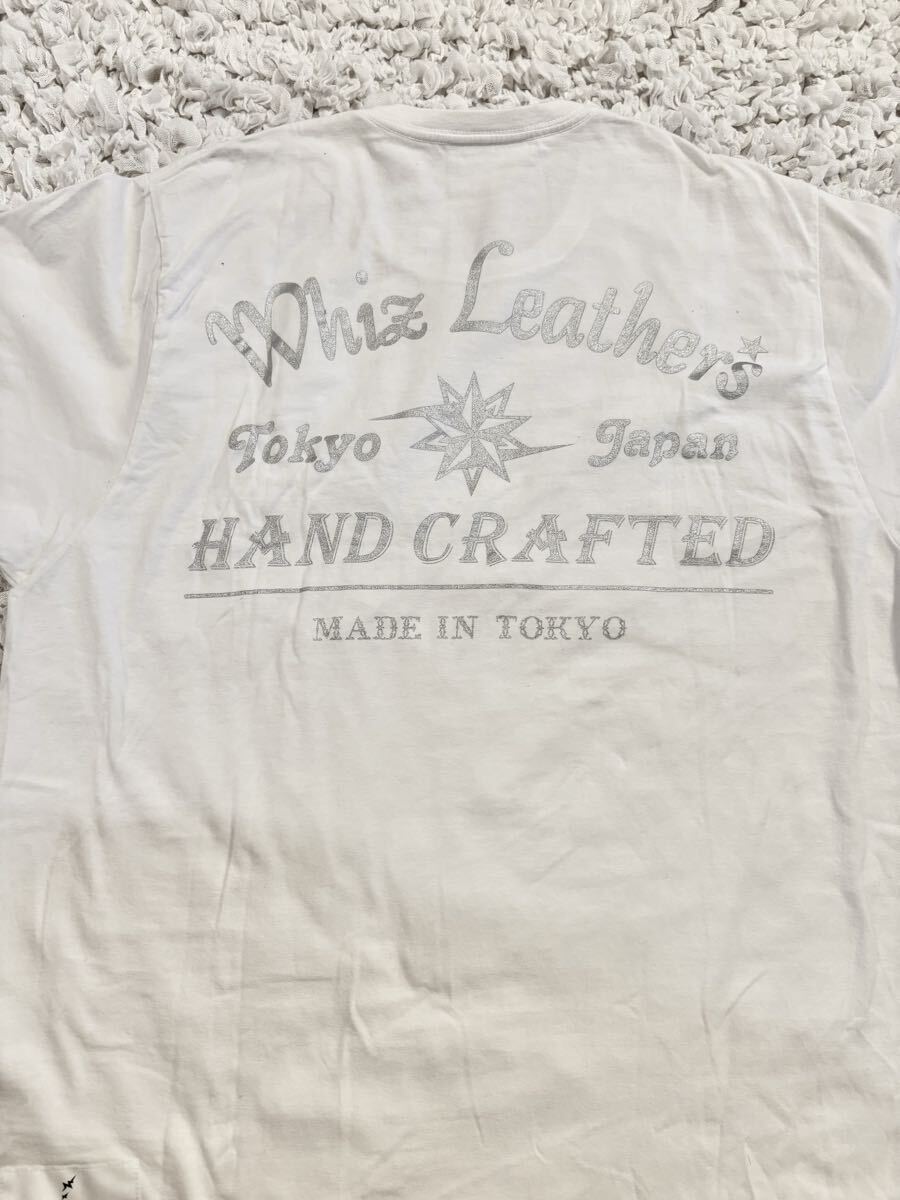 Whiz Leathers
Tokyo Japan
HAND CRAFTED
MADE IN TOKYO